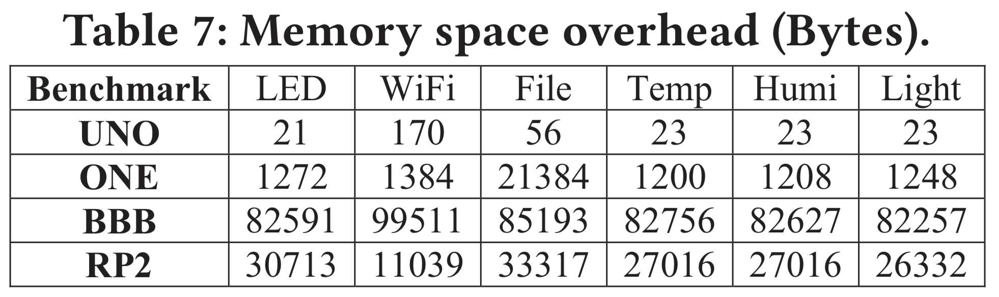 Table 7: Memory space overhead (Bytes).
Benchmark LED WiFi File Temp Humi Light
UNO 21 170 56 23 23 23
ONE 1272 1384 21384 1200 1208 1248
BBB 82591 99511 85193 82756 82627 82257
RP2 30713 11039 33317 27016 27016 26332